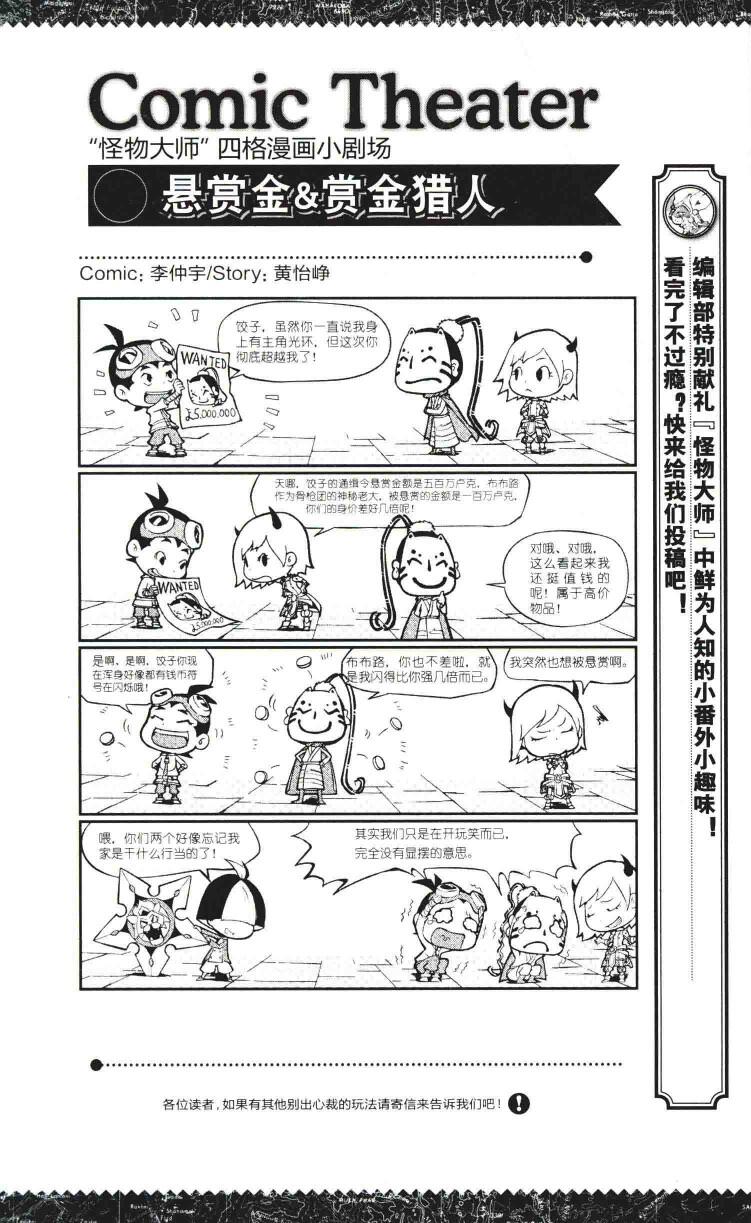 Comic Theater
“怪物大师”四格漫画小剧场
悬赏金&赏金猎人
Comic: 李仲宇/Story: 黄怡峥
饺子，虽然你一直说我身
上有主角光环，但这次你
彻底超越我了！
WANTED
5.000.000
天哪，饺子的通缉令悬赏金额是五百万卢克，布布路
作为骨枪团的神秘老大，被悬赏的金额是一百万卢克，
你们的身价差好几倍呢！
对哦、对哦，
这么看起来我
还挺值钱的
呢！属于高价
物品！
WANTED
5.000.000
是啊、是啊，饺子你现
在浑身好像都有钱币符
号在闪烁哦！
布布路，你也不差啦，就
是我闪得比你强几倍而已。
我突然也想被悬赏啊。
喂，你们两个好像忘记我
家是干什么行当的了！
其实我们只是在开玩笑而已，
完全没有显摆的意思。
编辑部特别献礼『怪物大师』中鲜为人知的小番外小趣味！
看完了不过瘾？快来给我们投稿吧！
各位读者，如果有其他别出心裁的玩法请寄信来告诉我们吧！